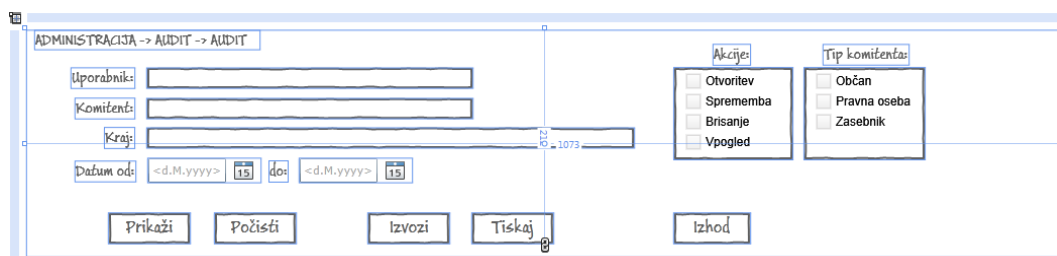 ADMINISTRACIJA -> AUDIT -> AUDIT
Uporabnik:
Komitent:
Kraj:
210
1073
Datum od: <d.M.yyyy> 15 do: <d.M.yyyy> 15
Akcije:
Otvoritev
Sprememba
Brisanje
Vpogled
Tip komitenta:
Občan
Pravna oseba
Zasebnik
Prikaži Počisti Izvozi Tiskaj Izhod